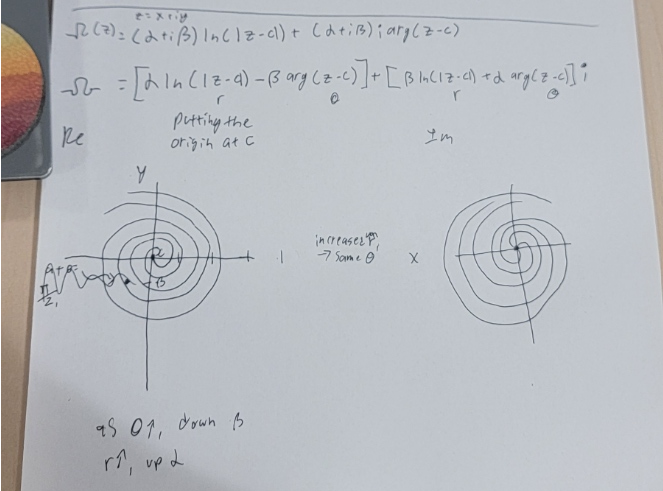 z = x + iy
Ω(z) = (α+iβ) ln(|z-c|) + (α+iβ) i arg(z-c)
Ω = [α ln(|z-c|) - β arg(z-c)] + [β ln(|z-c|) + α arg(z-c)] i
r θ r θ
Re
putting the
origin at c
Im
y
increases r,
→ same θ
x
π/2
as θ↑, down β
r↑, up α